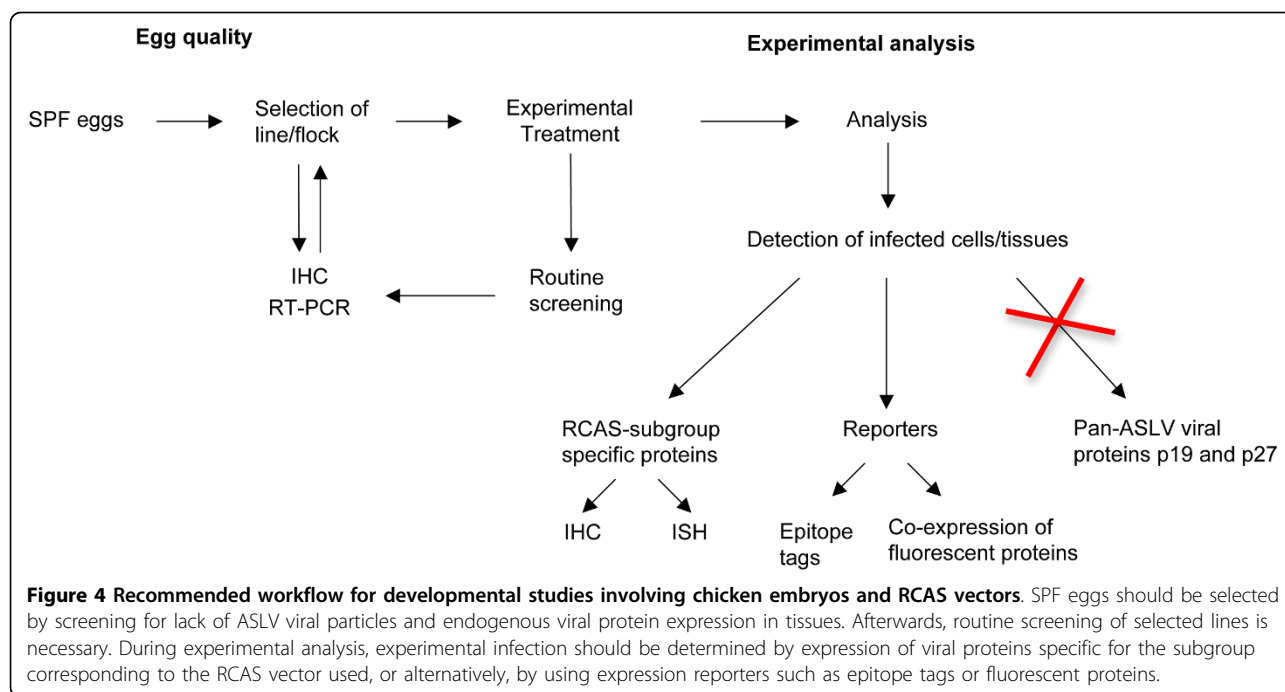 Egg quality
Experimental analysis
SPF eggs
Selection of
line/flock
Experimental
Treatment
Analysis
Detection of infected cells/tissues
IHC
RT-PCR
Routine
screening
RCAS-subgroup
specific proteins
Reporters
Pan-ASLV viral
proteins p19 and p27
IHC
ISH
Epitope
tags
Co-expression of
fluorescent proteins
Figure 4 Recommended workflow for developmental studies involving chicken embryos and RCAS vectors. SPF eggs should be selected
by screening for lack of ASLV viral particles and endogenous viral protein expression in tissues. Afterwards, routine screening of selected lines is
necessary. During experimental analysis, experimental infection should be determined by expression of viral proteins specific for the subgroup
corresponding to the RCAS vector used, or alternatively, by using expression reporters such as epitope tags or fluorescent proteins.